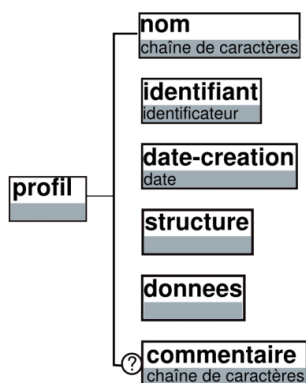 nom
chaîne de caractères
identifiant
identificateur
date-creation
date
profil
structure
donnees
?
commentaire
chaîne de caractères